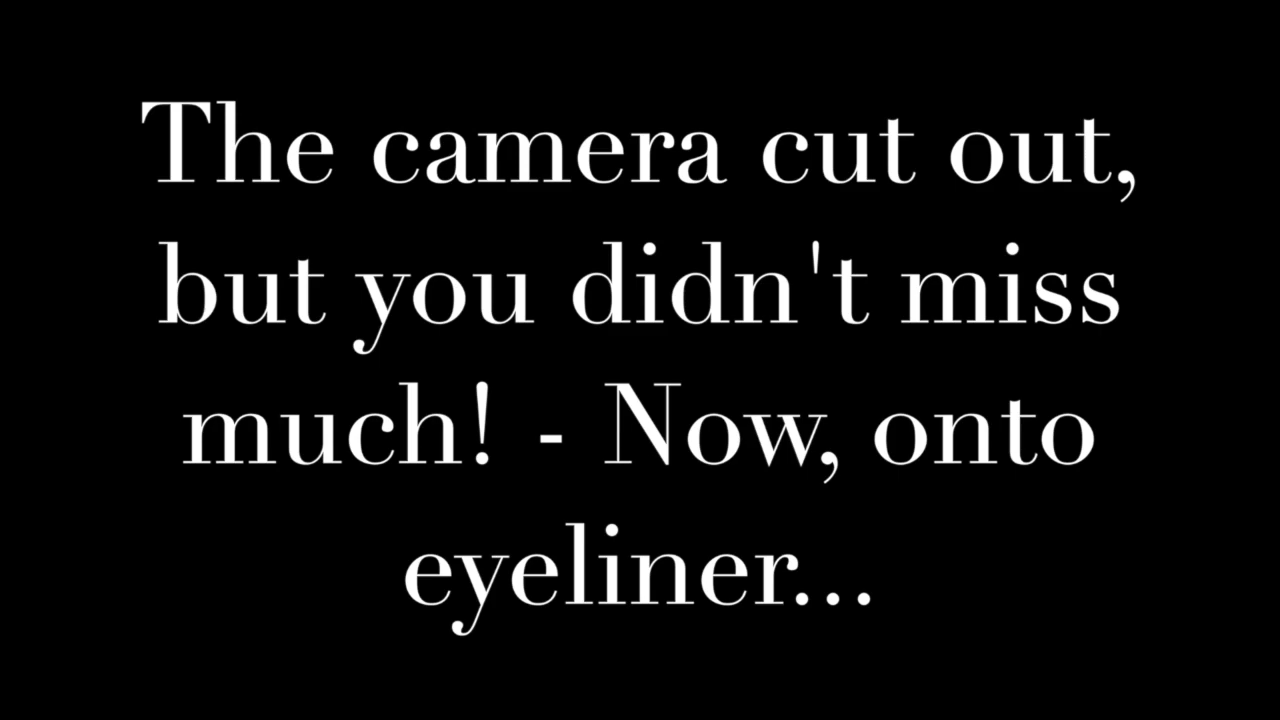 The camera cut out,
but you didn't miss
much! - Now, onto
eyeliner...